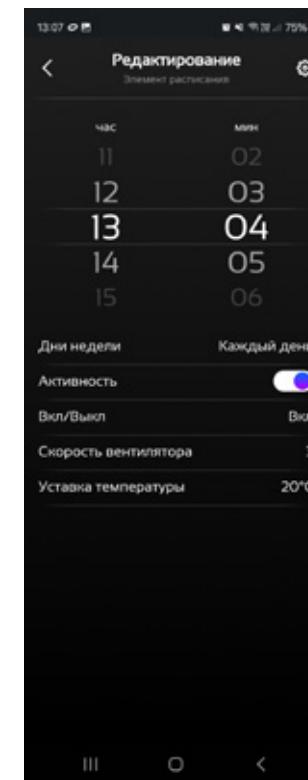 13:07
75%
Редактирование
Элемент расписания
час мин
11 02
12 03
13 04
14 05
15 06
Дни недели Каждый день
Активность
Вкл/Выкл Вкл
Скорость вентилятора
Уставка температуры 20°C